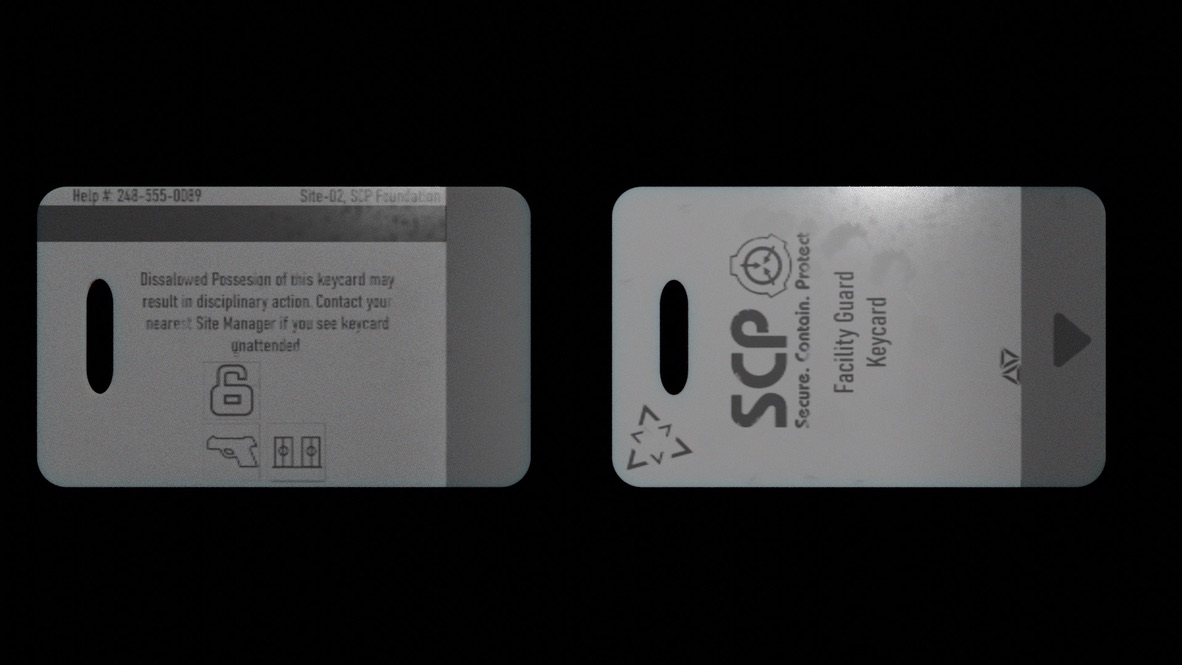 Help #: 248-555-0089
Site-02, SCP Foundation
Dissalowed Possesion of this keycard may
result in disciplinary action. Contact your
nearest Site Manager if you see keycard
unattended
SCP
Secure. Contain. Protect
Facility Guard
Keycard